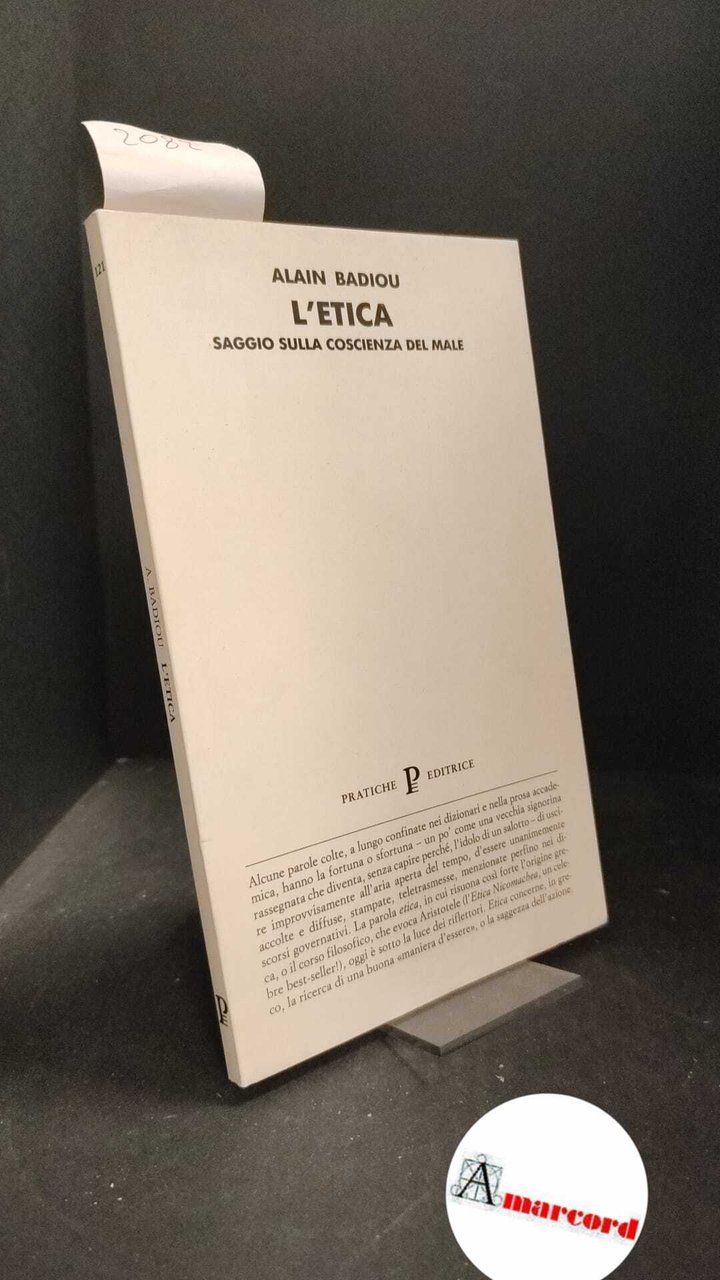 2082
121
ALAIN BADIOU
L'ETICA
SAGGIO SULLA COSCIENZA DEL MALE
A. BADIOU L'ETICA
PRATICHE PE EDITRICE
Alcune parole colte, a lungo confinate nei dizionari e nella prosa accade-
mica, hanno la fortuna o sfortuna – un po' come una vecchia signorina
rassegnata che diventa, senza capire perché, l'idolo di un salotto – di usci-
re improvvisamente all'aria aperta del tempo, d'essere unanimemente
accolte e diffuse, stampate, teletrasmesse, menzionate perfino nei di-
scorsi governativi. La parola etica, in cui risuona così forte l'origine gre-
ca, o il corso filosofico, che evoca Aristotele (l'Etica Nicomachea, un cele-
bre best-seller!), oggi è sotto la luce dei riflettori. Etica concerne, in gre-
co, la ricerca di una buona «maniera d'essere», o la saggezza dell'azione.
PE
Amarcord